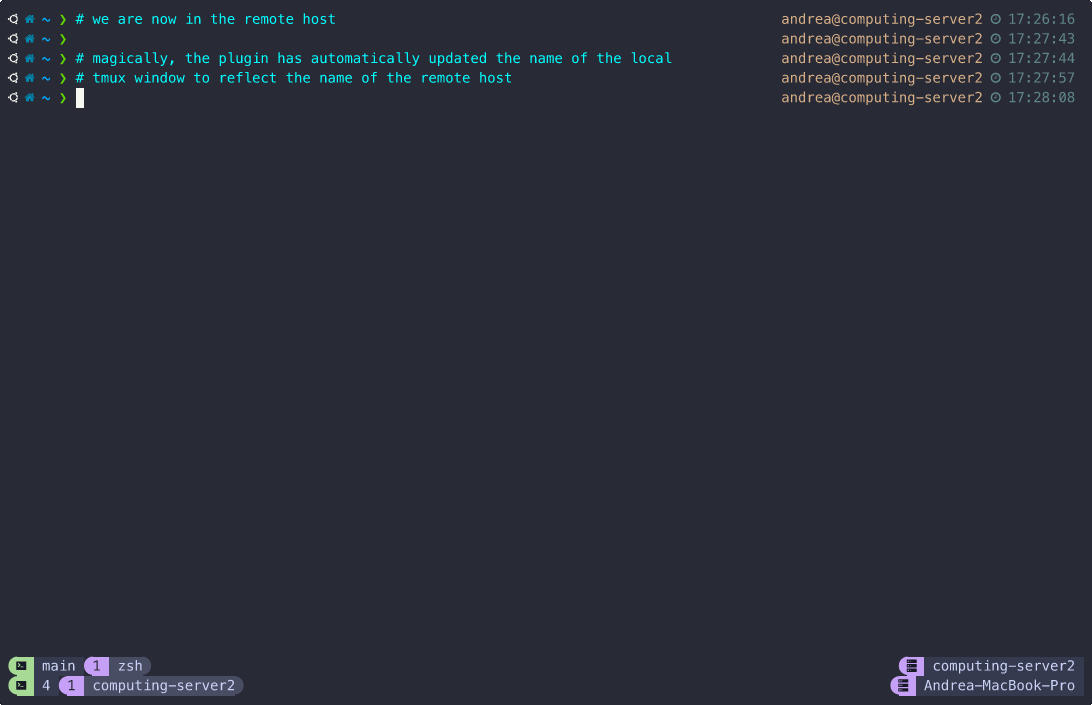 ~ ❯ # we are now in the remote host andrea@computing-server2 17:26:16
~ ❯ andrea@computing-server2 17:27:43
~ ❯ # magically, the plugin has automatically updated the name of the local andrea@computing-server2 17:27:44
~ ❯ # tmux window to reflect the name of the remote host andrea@computing-server2 17:27:57
~ ❯ andrea@computing-server2 17:28:08
main 1 zsh computing-server2
4 1 computing-server2 Andrea-MacBook-Pro